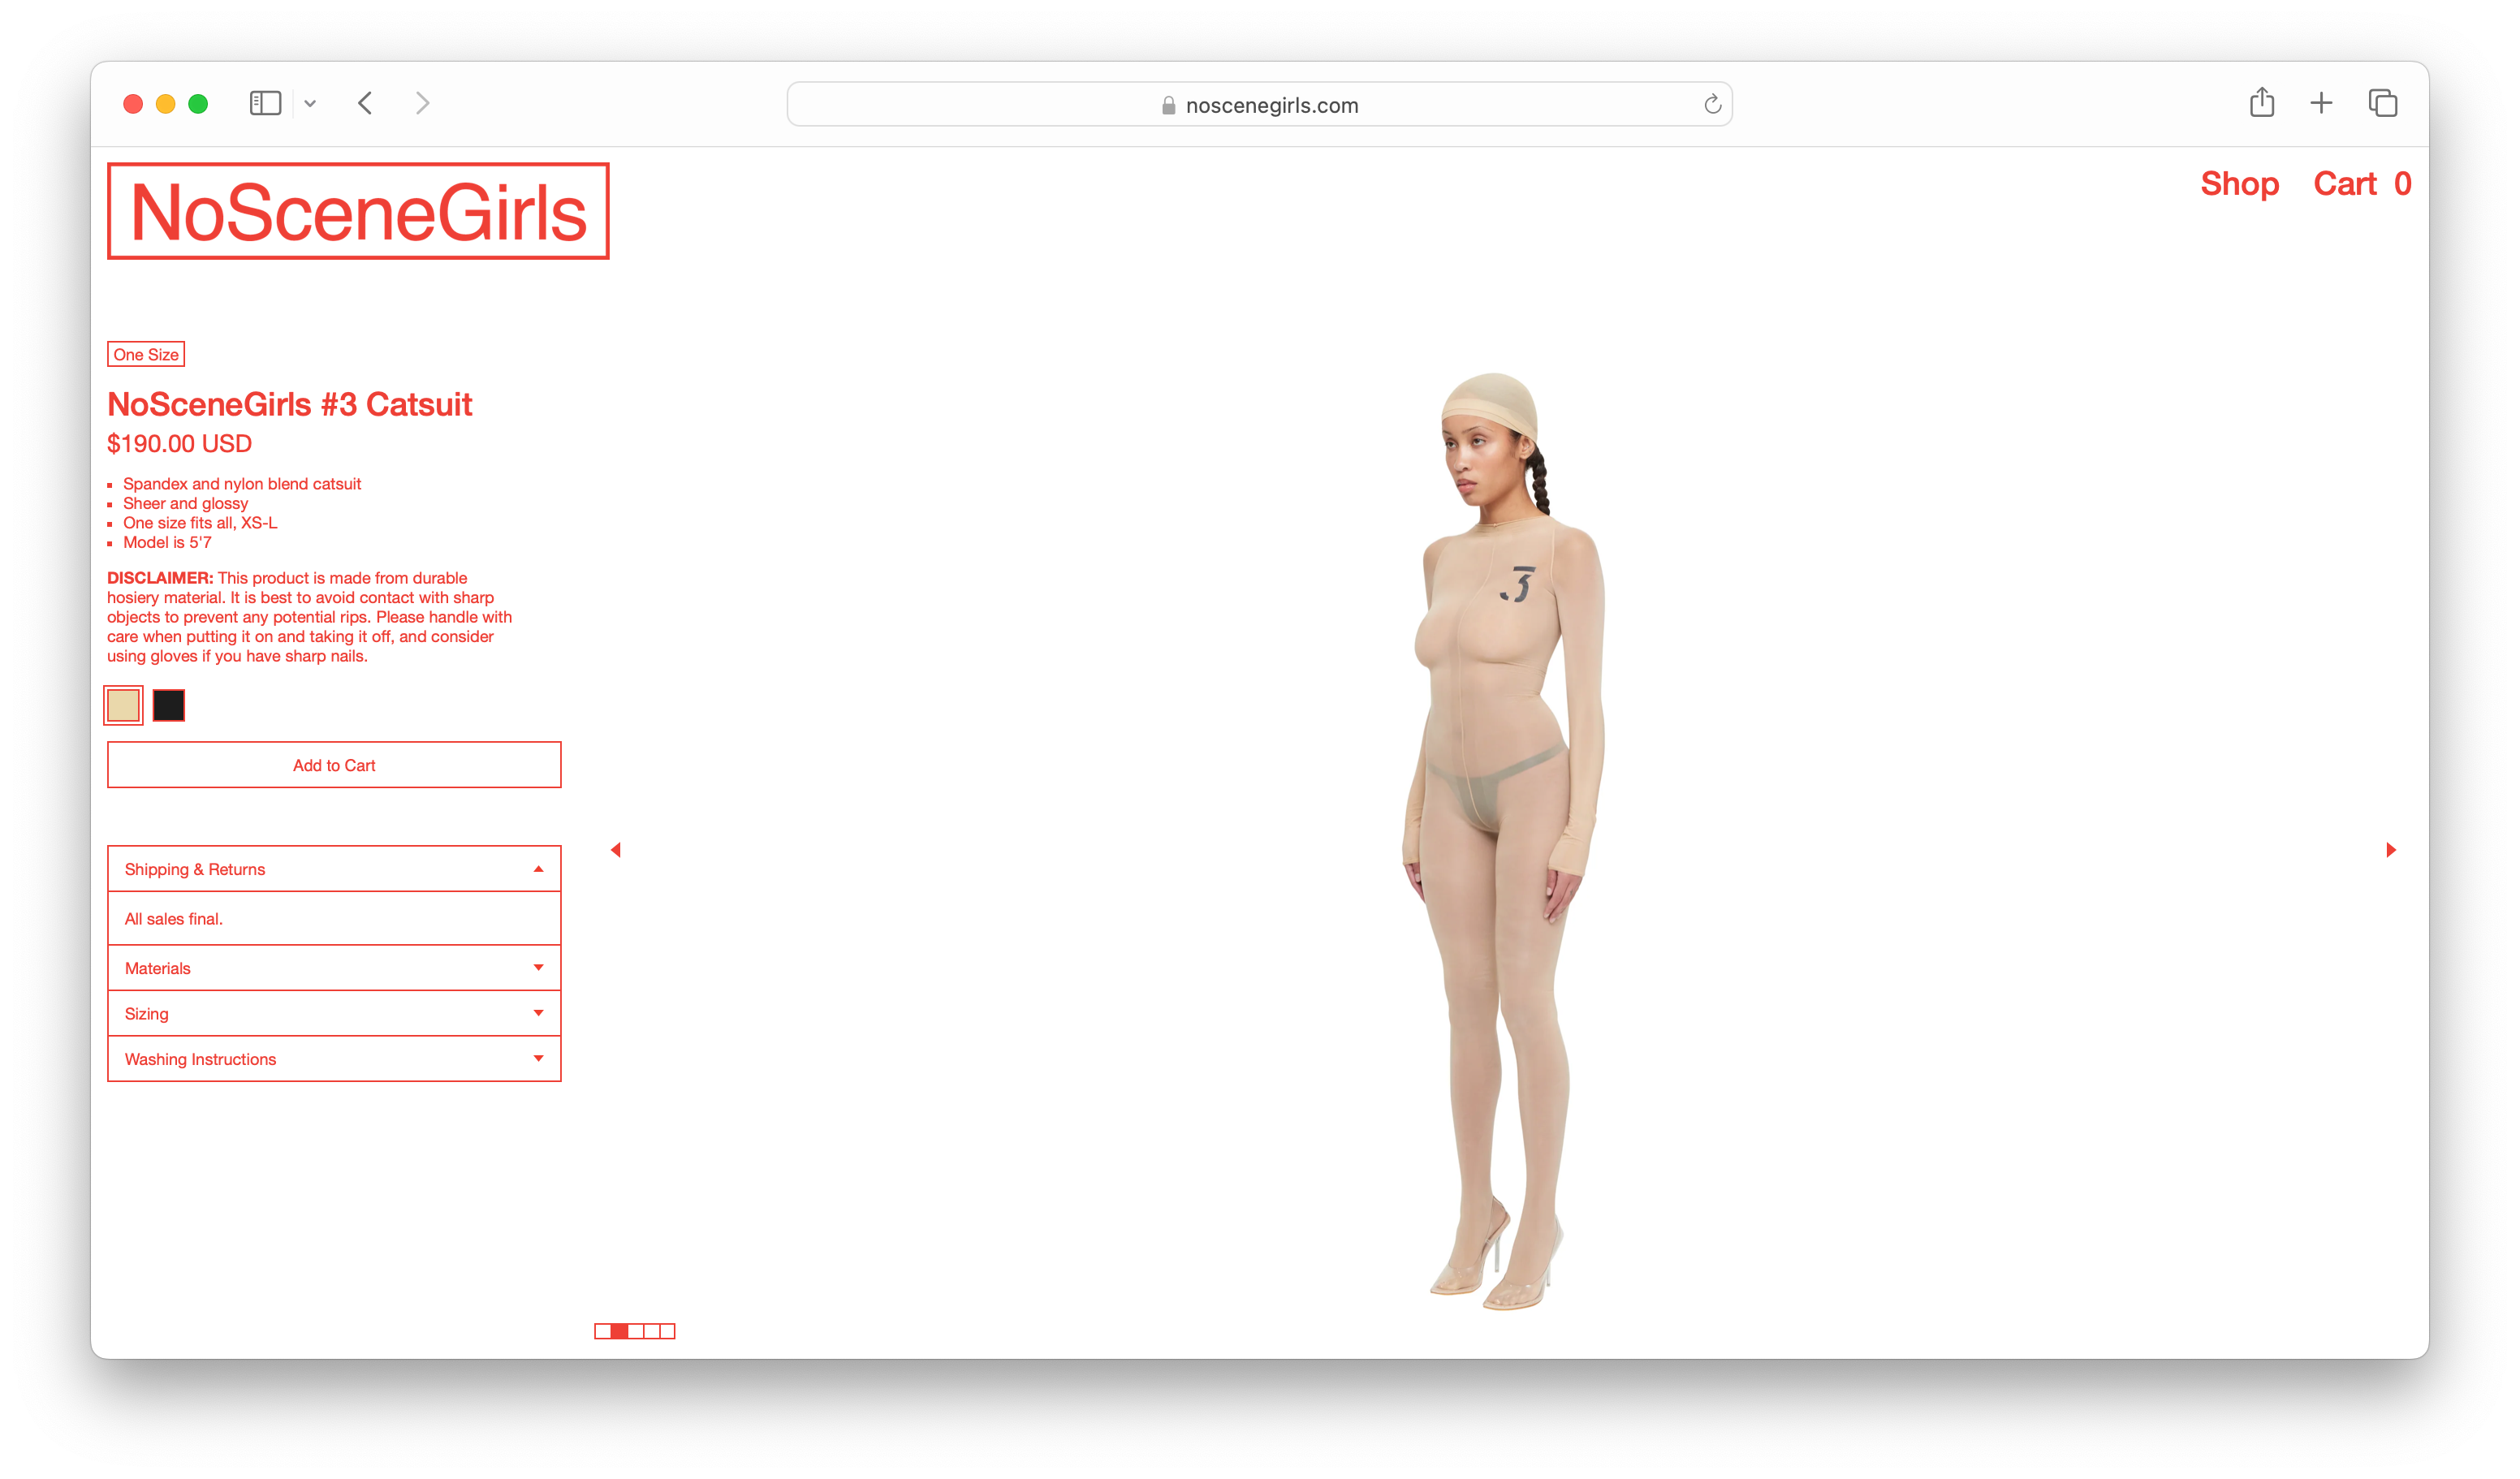 noscenegirls.com
NoSceneGirls
Shop Cart 0
One Size
NoSceneGirls #3 Catsuit
$190.00 USD
Spandex and nylon blend catsuit
Sheer and glossy
One size fits all, XS-L
Model is 5'7
DISCLAIMER: This product is made from durable
hosiery material. It is best to avoid contact with sharp
objects to prevent any potential rips. Please handle with
care when putting it on and taking it off, and consider
using gloves if you have sharp nails.
Add to Cart
Shipping & Returns
All sales final.
Materials
Sizing
Washing Instructions
3